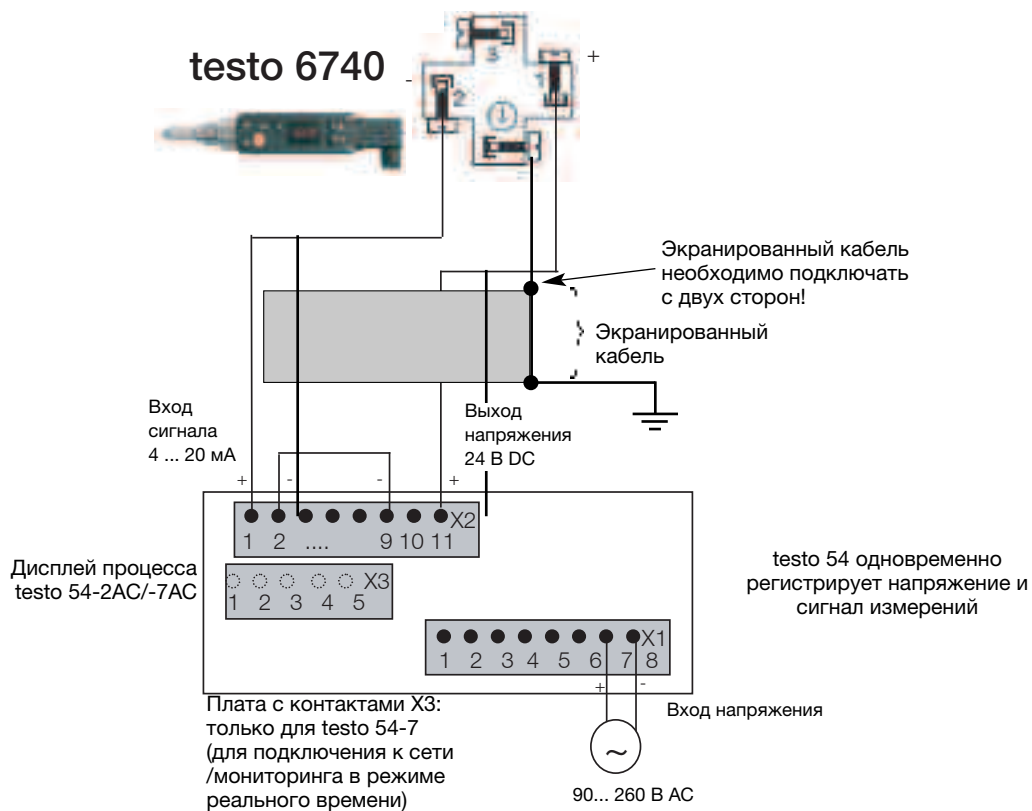 testo 6740
-
+
3
2
1
Экранированный кабель
необходимо подключать
с двух сторон!
Экранированный
кабель
Вход
сигнала
4 ... 20 мА
Выход
напряжения
24 В DC
+ - - +
X2
1 2 .... 9 10 11
Дисплей процесса
testo 54-2AC/-7AC
X3
1 2 3 4 5
testo 54 одновременно
регистрирует напряжение и
сигнал измерений
X1
1 2 3 4 5 6 7 8
+ -
Плата с контактами X3:
только для testo 54-7
(для подключения к сети
/мониторинга в режиме
реального времени)
Вход напряжения
~
90... 260 В AC